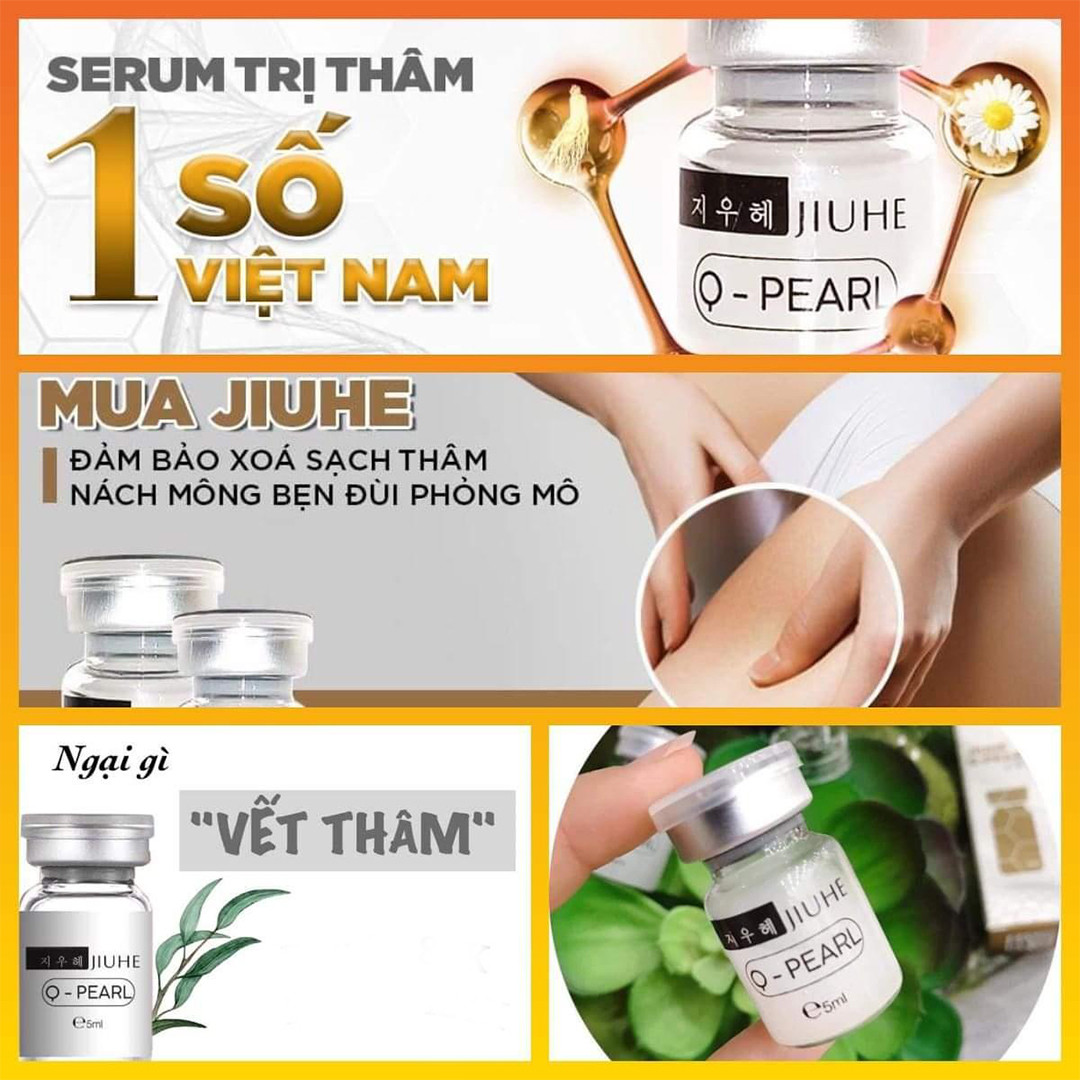 SERUM TRỊ THÂM
1 SỐ
VIỆT NAM
지우혜 JIUHE
Q - PEARL
MUA JIUHE
ĐẢM BẢO XOÁ SẠCH THÂM
NÁCH MÔNG BẸN ĐÙI PHỎNG MÔ
Ngại gì
"VẾT THÂM"
지우혜 JIUHE
Q - PEARL
℮5ml
지우혜 JIUHE
Q - PEARL
℮5ml